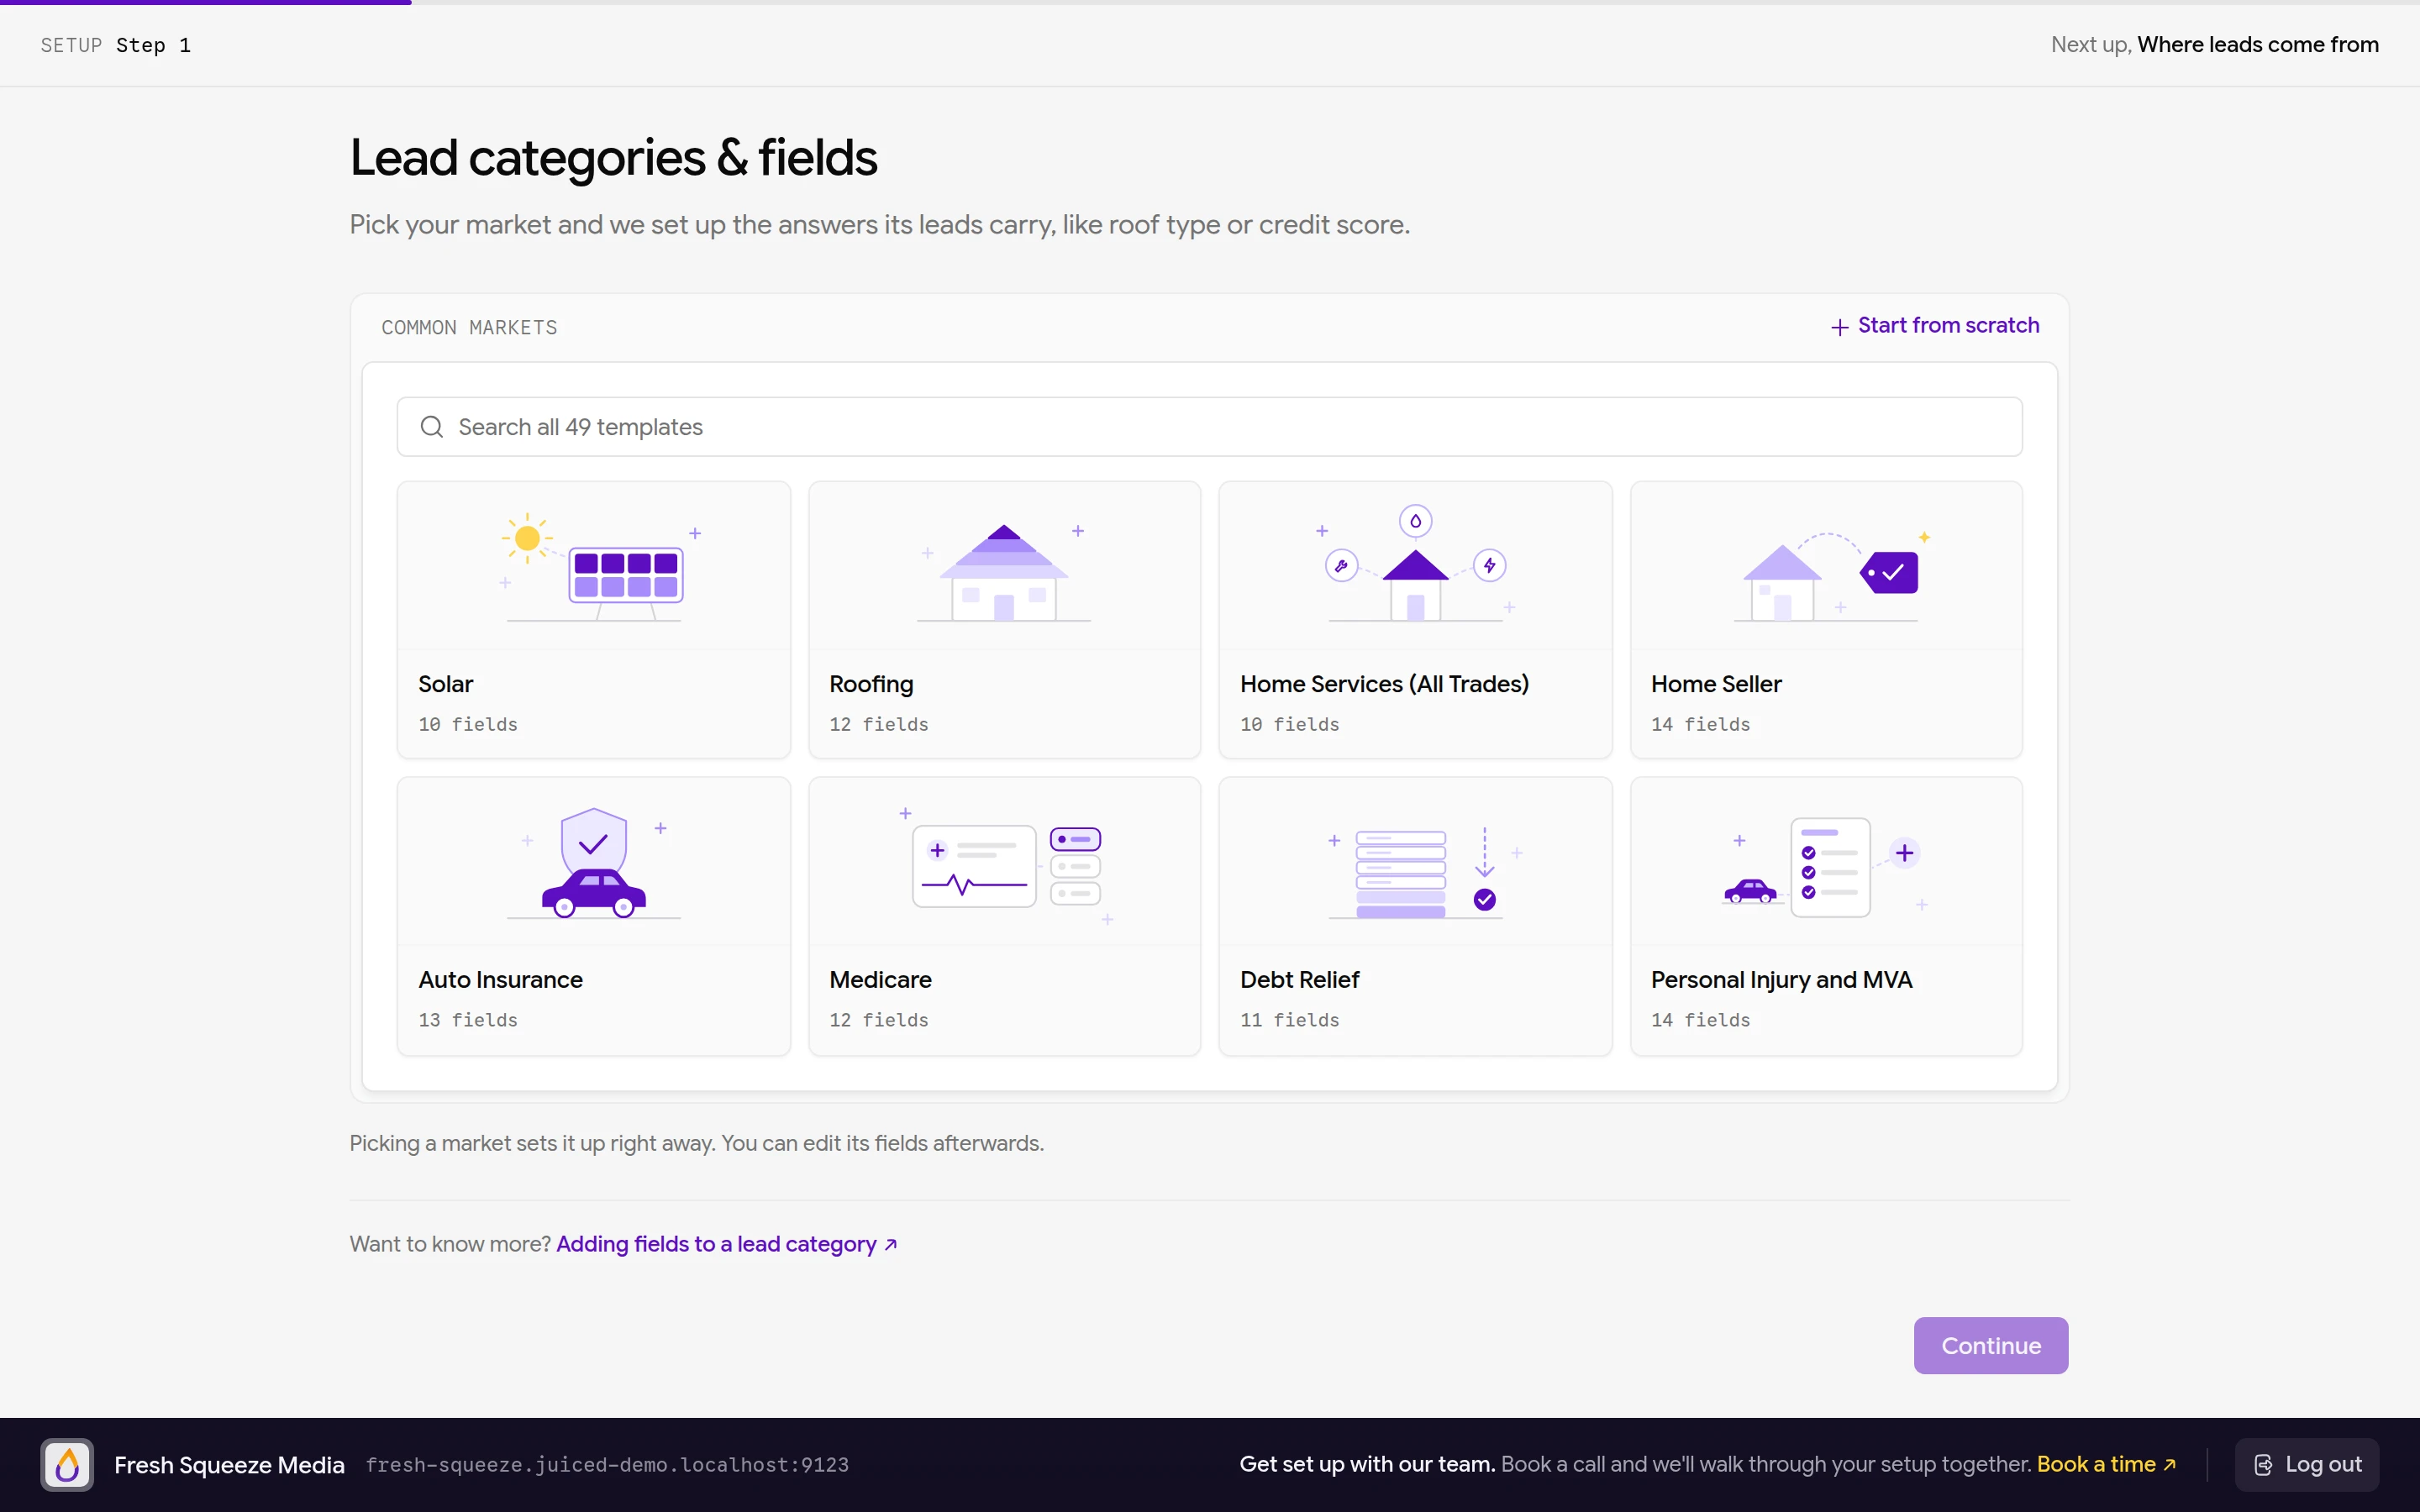 SETUP Step 1
Next up, Where leads come from
Lead categories & fields
Pick your market and we set up the answers its leads carry, like roof type or credit score.
COMMON MARKETS
Start from scratch
Search all 49 templates
Solar
10 fields
Roofing
12 fields
Home Services (All Trades)
10 fields
Home Seller
14 fields
Auto Insurance
13 fields
Medicare
12 fields
Debt Relief
11 fields
Personal Injury and MVA
14 fields
Picking a market sets it up right away. You can edit its fields afterwards.
Want to know more? Adding fields to a lead category ↗
Continue
Fresh Squeeze Media fresh-squeeze.juiced-demo.localhost:9123
Get set up with our team. Book a call and we'll walk through your setup together. Book a time ↗
Log out